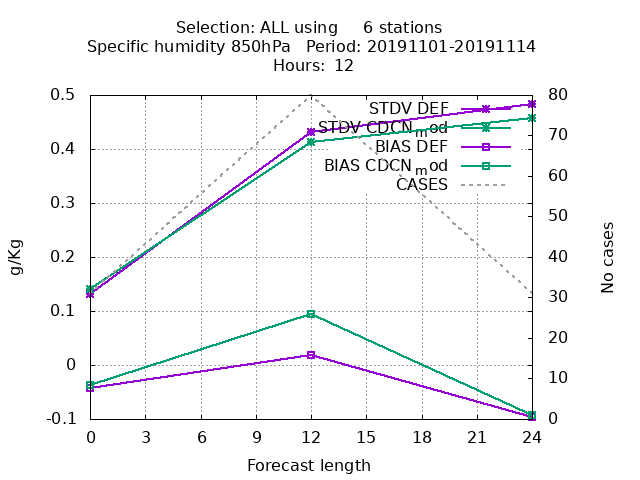 Selection: ALL using     6 stations
Specific humidity 850hPa   Period: 20191101-20191114
Hours: 12
0.5
0.4
0.3
0.2
0.1
0
-0.1
g/Kg
STDV DEF
STDV CDCN_mod
BIAS DEF
BIAS CDCN_mod
CASES
80
70
60
50
40
30
20
10
0
No cases
0 3 6 9 12 15 18 21 24
Forecast length